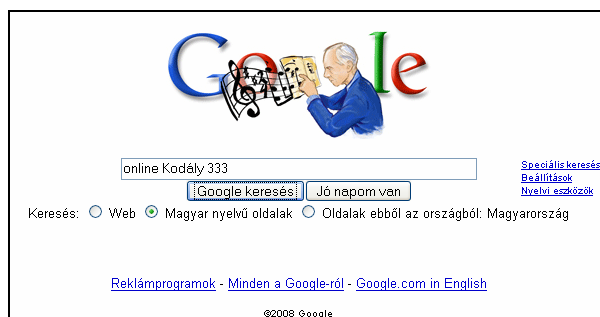 Google
online Kodály 333
Speciális keresés
Beállítások
Nyelvi eszközök
Google keresés Jó napom van
Keresés: Web Magyar nyelvű oldalak Oldalak ebből az országból: Magyarország
Reklámprogramok - Minden a Google-ról - Google.com in English
©2008 Google